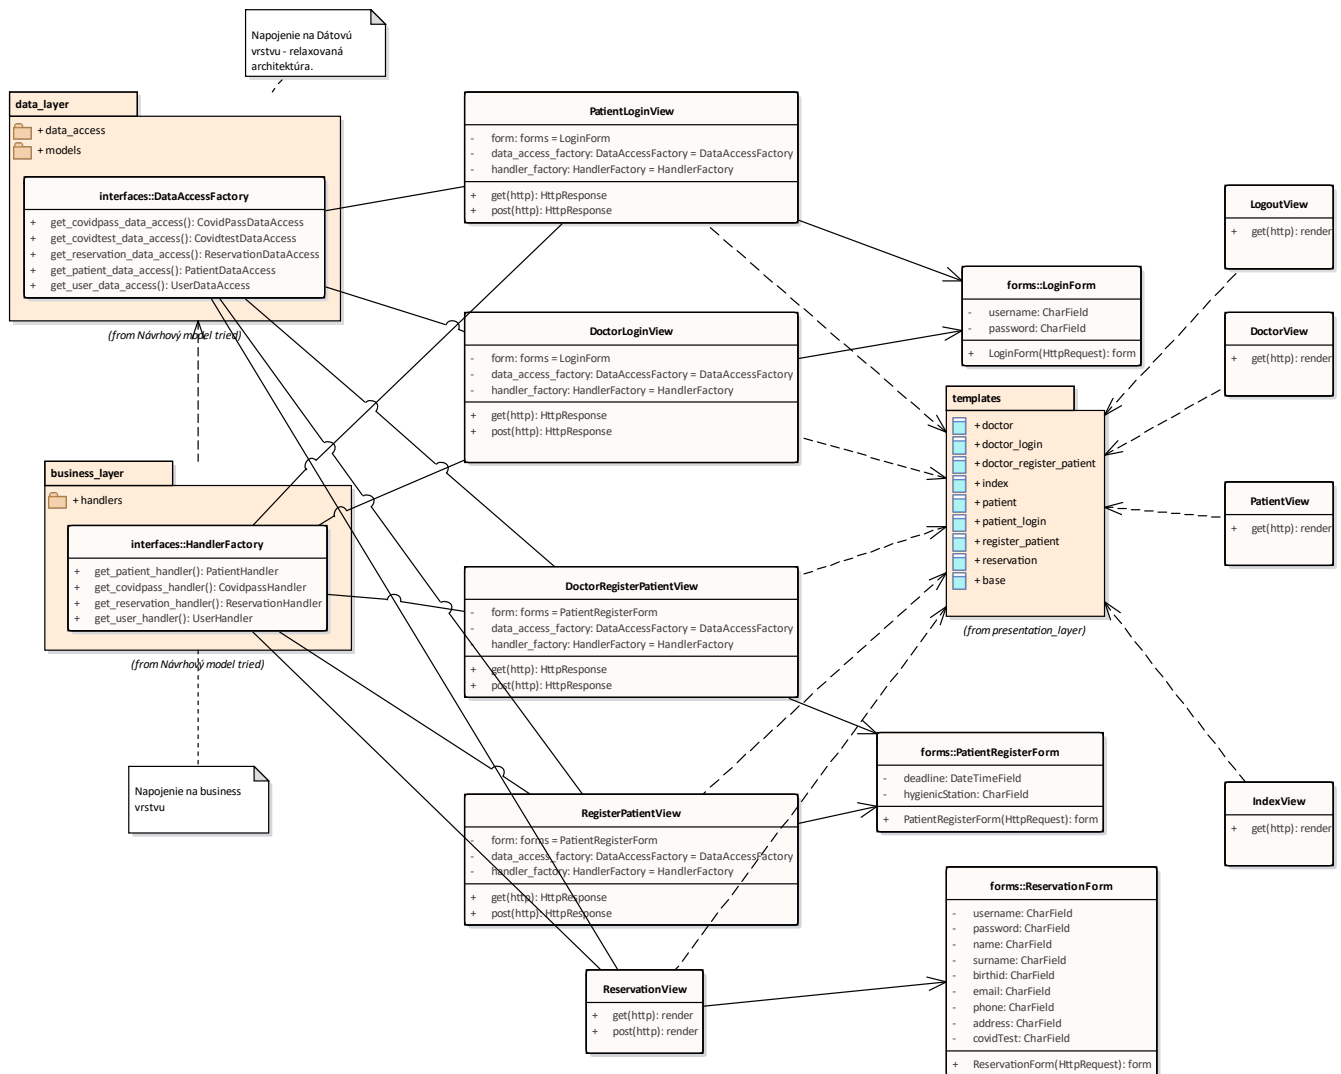 Napojenie na Dátovú
vrstvu - relaxovaná
architektúra.
data_layer
+ data_access
+ models
interfaces::DataAccessFactory
+ get_covidpass_data_access(): CovidPassDataAccess
+ get_covidtest_data_access(): CovidtestDataAccess
+ get_reservation_data_access(): ReservationDataAccess
+ get_patient_data_access(): PatientDataAccess
+ get_user_data_access(): UserDataAccess
(from Návrhový model tried)
business_layer
+ handlers
interfaces::HandlerFactory
+ get_patient_handler(): PatientHandler
+ get_covidpass_handler(): CovidpassHandler
+ get_reservation_handler(): ReservationHandler
+ get_user_handler(): UserHandler
(from Návrhový model tried)
Napojenie na business
vrstvu
PatientLoginView
- form: forms = LoginForm
- data_access_factory: DataAccessFactory = DataAccessFactory
- handler_factory: HandlerFactory = HandlerFactory
+ get(http): HttpResponse
+ post(http): HttpResponse
DoctorLoginView
- form: forms = LoginForm
- data_access_factory: DataAccessFactory = DataAccessFactory
- handler_factory: HandlerFactory = HandlerFactory
+ get(http): HttpResponse
+ post(http): HttpResponse
DoctorRegisterPatientView
- form: forms = PatientRegisterForm
- data_access_factory: DataAccessFactory = DataAccessFactory
handler_factory: HandlerFactory = HandlerFactory
+ get(http): HttpResponse
+ post(http): HttpResponse
RegisterPatientView
- form: forms = PatientRegisterForm
- data_access_factory: DataAccessFactory = DataAccessFactory
- handler_factory: HandlerFactory = HandlerFactory
+ get(http): HttpResponse
+ post(http): HttpResponse
ReservationView
+ get(http): render
+ post(http): render
forms::LoginForm
- username: CharField
- password: CharField
+ LoginForm(HttpRequest): form
templates
+ doctor
+ doctor_login
+ doctor_register_patient
+ index
+ patient
+ patient_login
+ register_patient
+ reservation
+ base
(from presentation_layer)
forms::PatientRegisterForm
- deadline: DateTimeField
- hygienicStation: CharField
+ PatientRegisterForm(HttpRequest): form
forms::ReservationForm
- username: CharField
- password: CharField
- name: CharField
- surname: CharField
- birthid: CharField
- email: CharField
- phone: CharField
- address: CharField
- covidTest: CharField
+ ReservationForm(HttpRequest): form
LogoutView
+ get(http): render
DoctorView
+ get(http): render
PatientView
+ get(http): render
IndexView
+ get(http): render